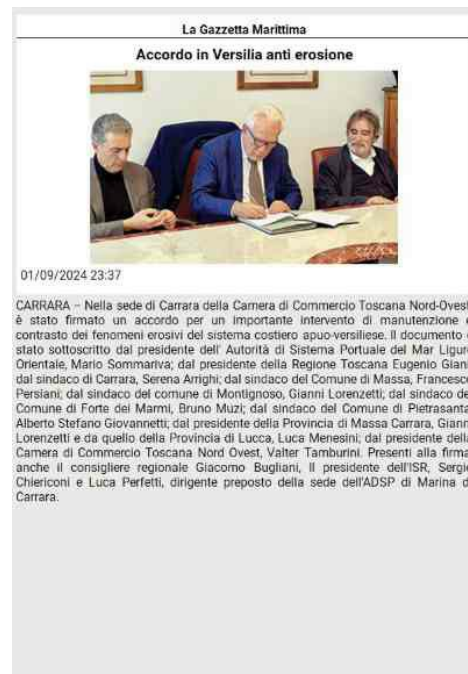 La Gazzetta Marittima
Accordo in Versilia anti erosione
01/09/2024 23:37
CARRARA – Nella sede di Carrara della Camera di Commercio Toscana Nord-Ovest
è stato firmato un accordo per un importante intervento di manutenzione e
contrasto dei fenomeni erosivi del sistema costiero apuo-versiliese. Il documento
stato sottoscritto dal presidente dell' Autorità di Sistema Portuale del Mar Ligure
Orientale, Mario Sommariva; dal presidente della Regione Toscana Eugenio Giani
dal sindaco di Carrara, Serena Arrighi; dal sindaco del Comune di Massa, Francesco
Persiani; dal sindaco del comune di Montignoso, Gianni Lorenzetti; dal sindaco de
Comune di Forte dei Marmi, Bruno Muzi; dal sindaco del Comune di Pietrasanta
Alberto Stefano Giovannetti; dal presidente della Provincia di Massa Carrara, Giann
Lorenzetti e da quello della Provincia di Lucca, Luca Menesini; dal presidente della
Camera di Commercio Toscana Nord Ovest, Valter Tamburini. Presenti alla firma
anche il consigliere regionale Giacomo Bugliani, Il presidente dell'ISR, Sergio
Chiericoni e Luca Perfetti, dirigente preposto della sede dell'ADSP di Marina d
Carrara.